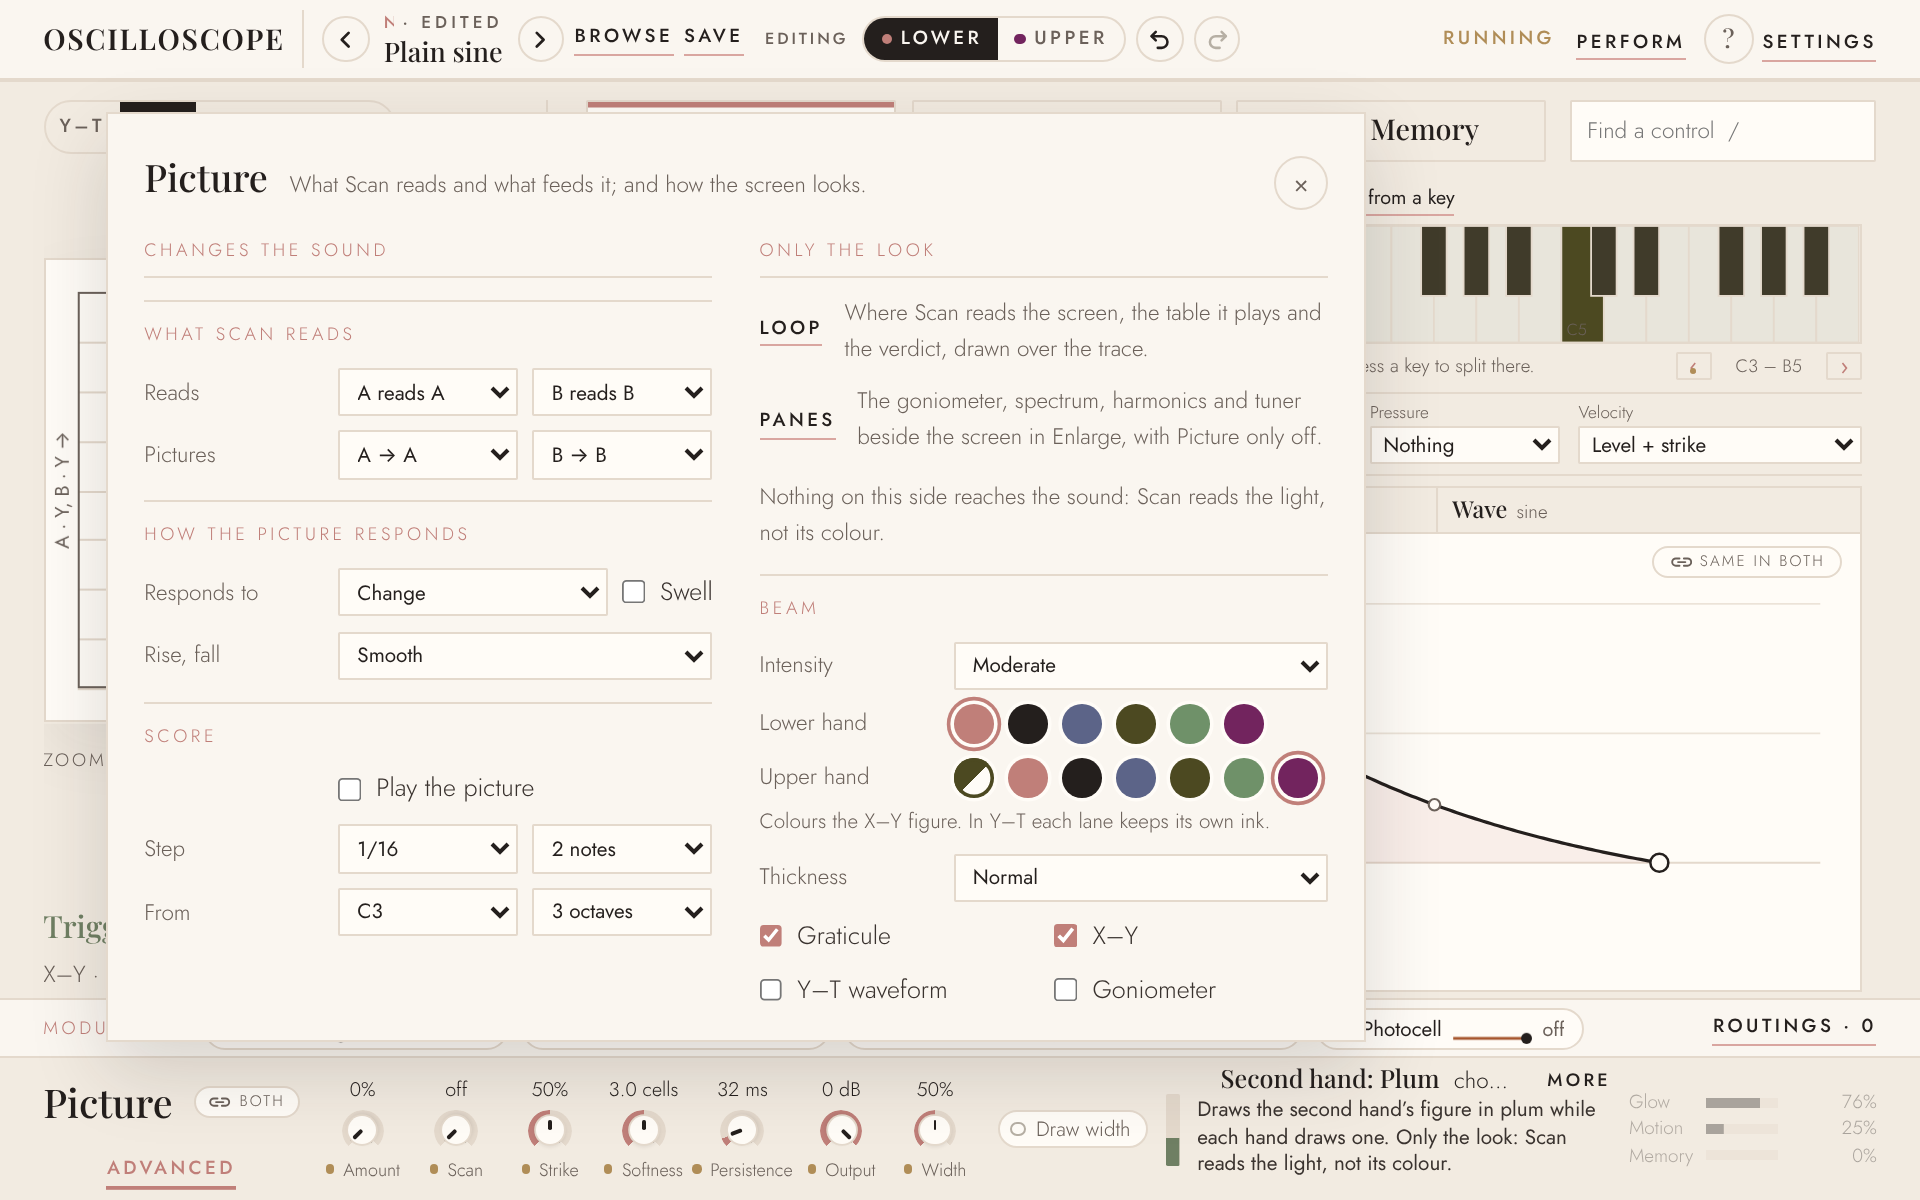 OSCILLOSCOPE
N · EDITED
Plain sine
BROWSE SAVE
EDITING
LOWER UPPER
RUNNING
PERFORM
?
SETTINGS
Y–T
Memory
Find a control /
Picture What Scan reads and what feeds it; and how the screen looks.
×
from a key
CHANGES THE SOUND
WHAT SCAN READS
Reads A reads A B reads B
Pictures A → A B → B
HOW THE PICTURE RESPONDS
Responds to Change Swell
Rise, fall Smooth
SCORE
Play the picture
Step 1/16 2 notes
From C3 3 octaves
ONLY THE LOOK
LOOP Where Scan reads the screen, the table it plays and
the verdict, drawn over the trace.
PANES The goniometer, spectrum, harmonics and tuner
beside the screen in Enlarge, with Picture only off.
Nothing on this side reaches the sound: Scan reads the light,
not its colour.
BEAM
Intensity Moderate
Lower hand
Upper hand
Colours the X–Y figure. In Y–T each lane keeps its own ink.
Thickness Normal
Graticule X–Y
Y–T waveform Goniometer
C5
a key to split there.
C3 – B5
Pressure Velocity
Nothing Level + strike
Wave sine
SAME IN BOTH
A · Y, B · Y →
ZOOM
X–Y ·
Photocell off
ROUTINGS · 0
Picture BOTH
ADVANCED
0% off 50% 3.0 cells 32 ms 0 dB 50%
Amount Scan Strike Softness Persistence Output Width
Draw width
Second hand: Plum cho... MORE
Draws the second hand's figure in plum while
each hand draws one. Only the look: Scan
reads the light, not its colour.
Glow 76%
Motion 25%
Memory 0%